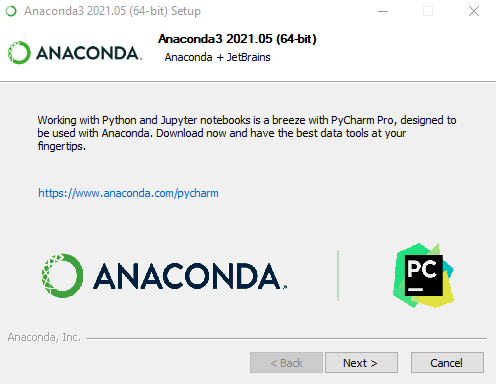 Anaconda3 2021.05 (64-bit) Setup
ANACONDA.
Anaconda3 2021.05 (64-bit)
Anaconda + JetBrains
Working with Python and Jupyter notebooks is a breeze with PyCharm Pro, designed to
be used with Anaconda. Download now and have the best data tools at your
fingertips.
https://www.anaconda.com/pycharm
ANACONDA.
PC
Anaconda, Inc.
< Back
Next >
Cancel